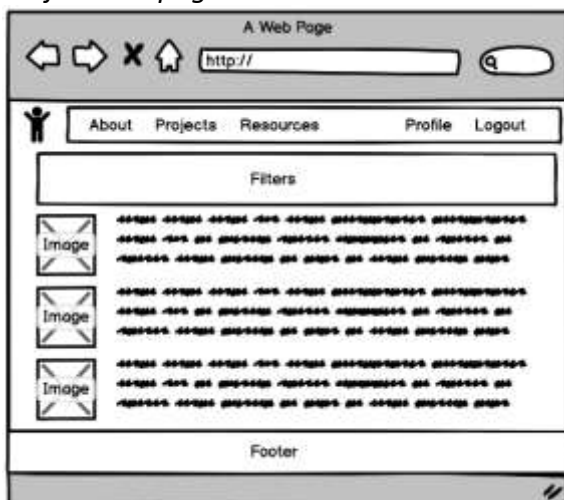 A Web Page
http://
About Projects Resources Profile Logout
Filters
Image
Image
Image
Footer